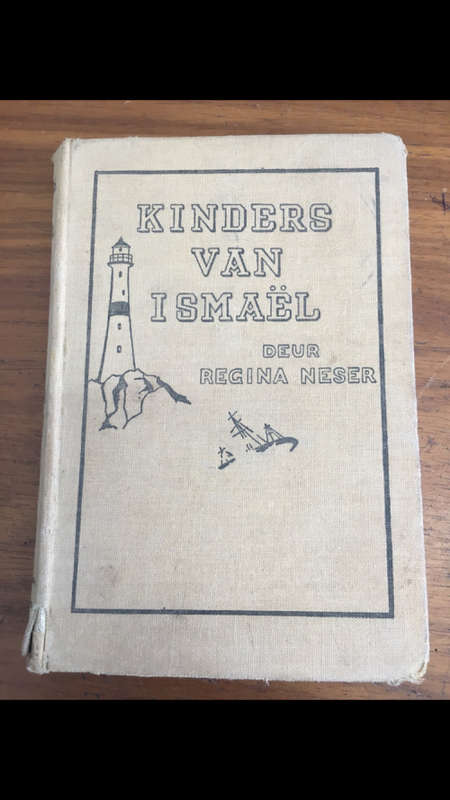 KINDERS
VAN
ISMAËL
DEUR
REGINA NESER